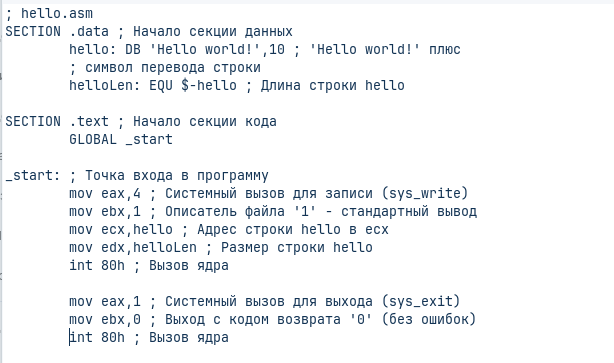 ; hello.asm
SECTION .data ; Начало секции данных
hello: DB 'Hello world!',10 ; 'Hello world!' плюс
; символ перевода строки
helloLen: EQU $-hello ; Длина строки hello
SECTION .text ; Начало секции кода
GLOBAL _start
_start: ; Точка входа в программу
mov eax,4 ; Системный вызов для записи (sys_write)
mov ebx,1 ; Описатель файла '1' - стандартный вывод
mov ecx,hello ; Адрес строки hello в ecx
mov edx,helloLen ; Размер строки hello
int 80h ; Вызов ядра
mov eax,1 ; Системный вызов для выхода (sys_exit)
mov ebx,0 ; Выход с кодом возврата '0' (без ошибок)
int 80h ; Вызов ядра